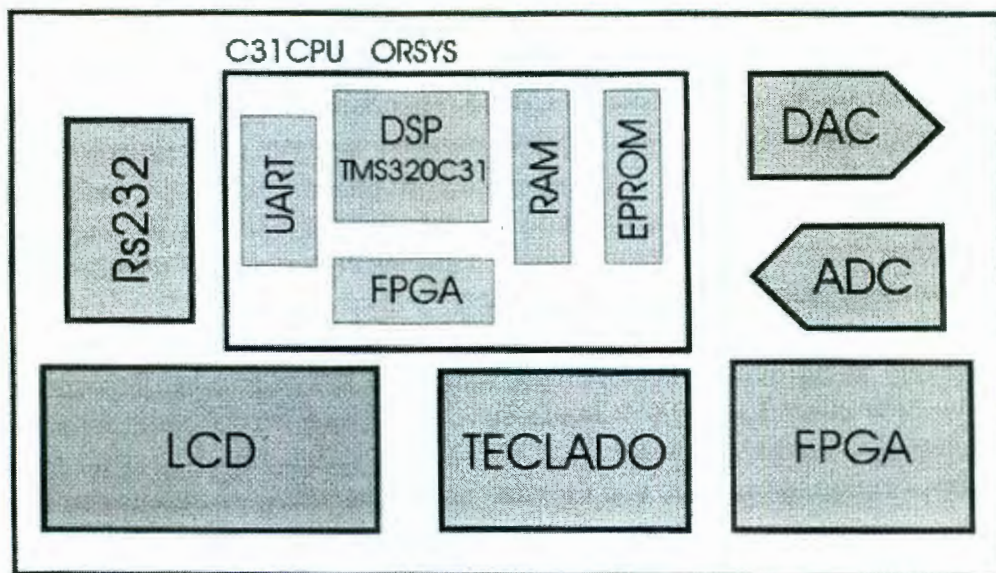 C31CPU ORSYS
Rs232
UART
DSP
TMS320C31
RAM
EPROM
FPGA
DAC
ADC
LCD
TECLADO
FPGA